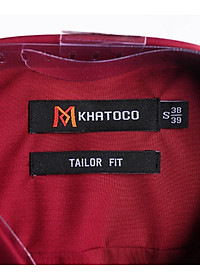 KHATOCO
S 38
39
TAILOR FIT